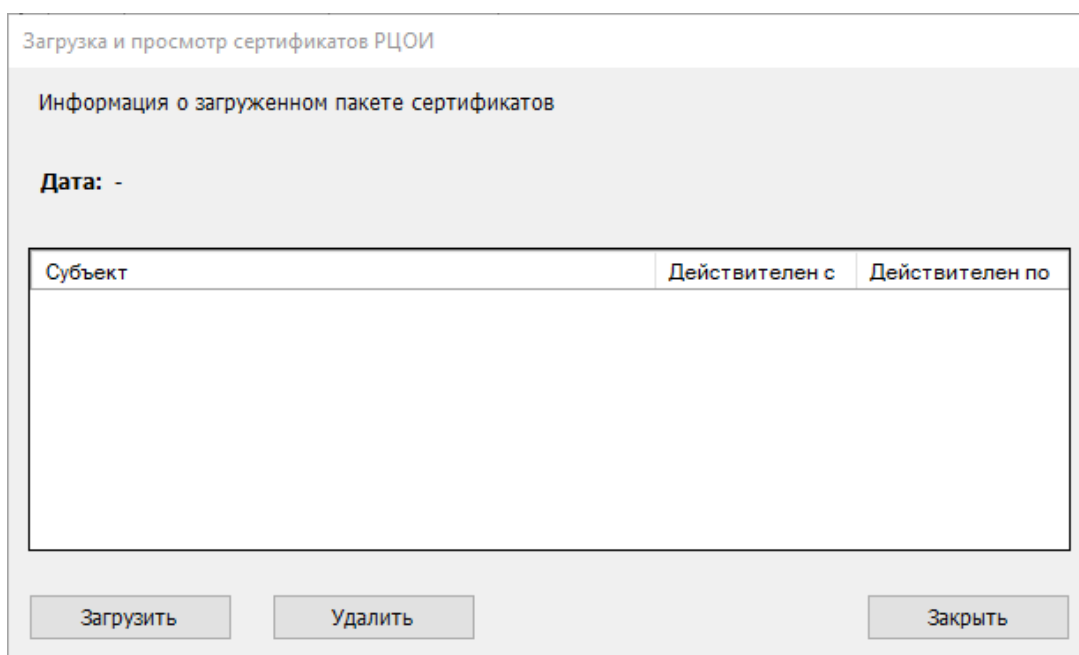 Загрузка и просмотр сертификатов РЦОИ
Информация о загруженном пакете сертификатов
Дата: -
Субъект Действителен с Действителен по
Загрузить Удалить Закрыть